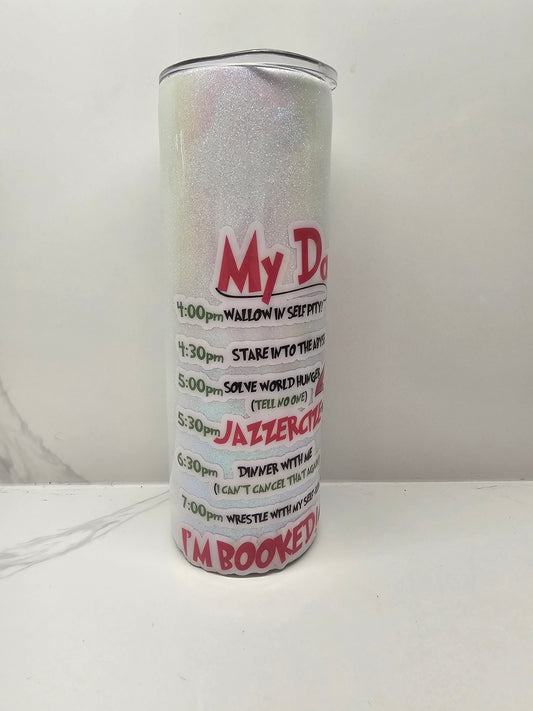 My Da
4:00pm WALLOW IN SELF PITY!
4:30pm STARE INTO THE ABYSS
5:00pm SOLVE WORLD HUNGER
(TELL NO ONE)
5:30pm JAZZERCIZE
6:30pm DINNER WITH ME
(I CAN'T CANCEL THAT AGAIN
7:00pm WRESTLE WITH MY SELF
I'M BOOKED!